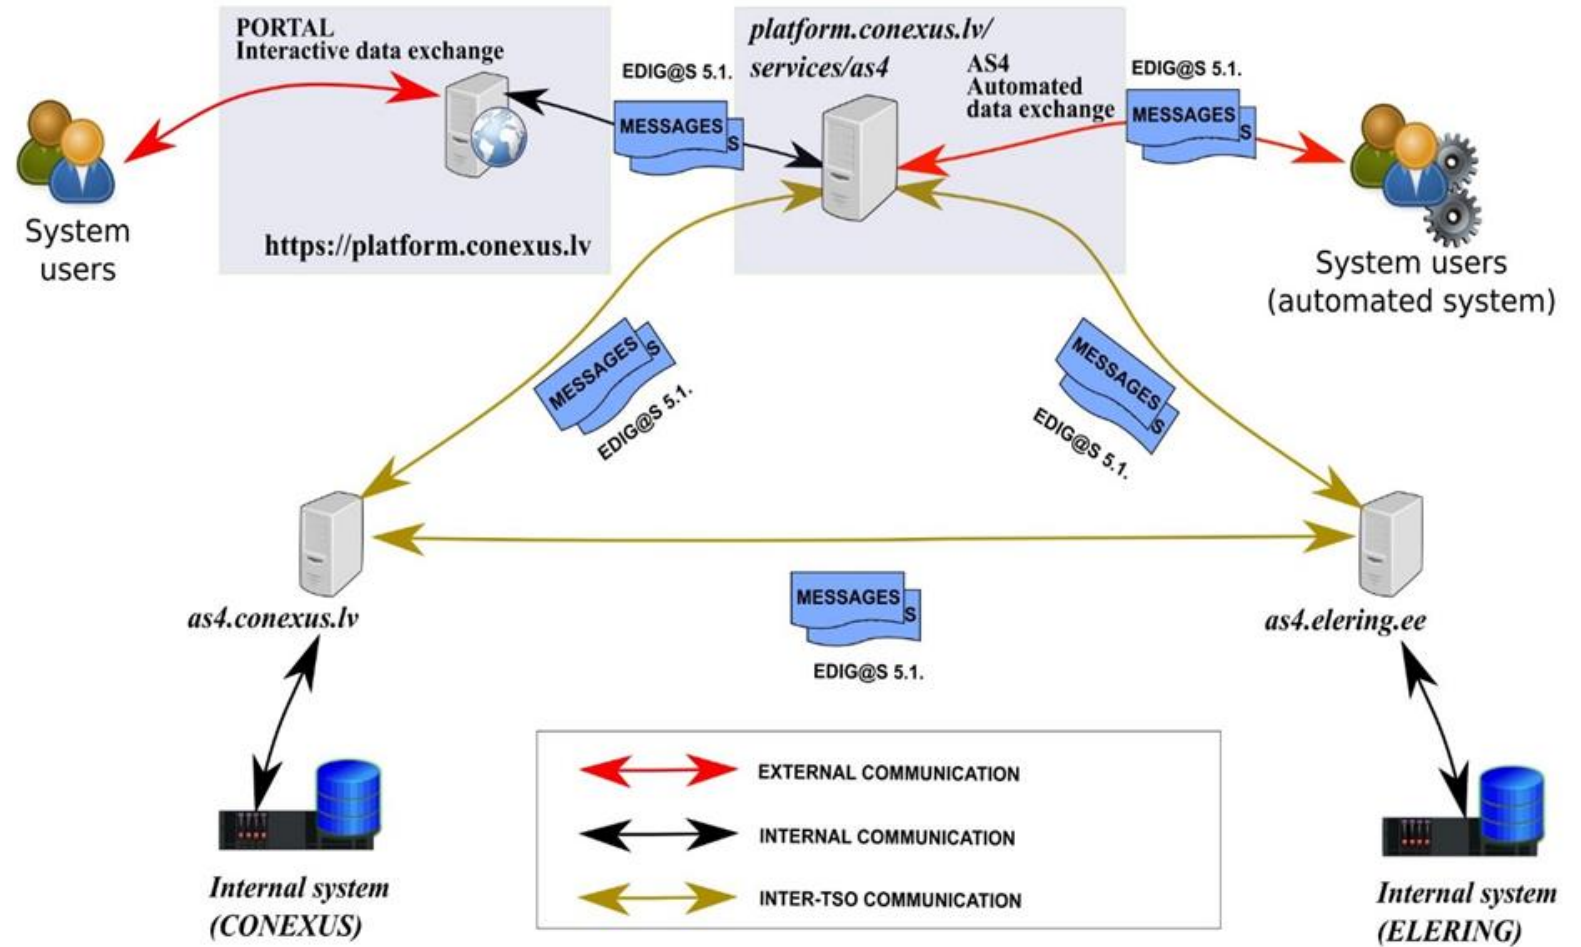 PORTAL
Interactive data exchange
https://platform.conexus.lv
EDIG@S 5.1.
MESSAGES
S
platform.conexus.lv/
services/as4
AS4
Automated
data exchange
EDIG@S 5.1.
MESSAGES
S
System
users
System users
(automated system)
MESSAGES
S
EDIG@S 5.1.
MESSAGES
S
EDIG@S 5.1.
as4.conexus.lv
MESSAGES
S
EDIG@S 5.1.
as4.elering.ee
EXTERNAL COMMUNICATION
INTERNAL COMMUNICATION
INTER-TSO COMMUNICATION
Internal system
(CONEXUS)
Internal system
(ELERING)